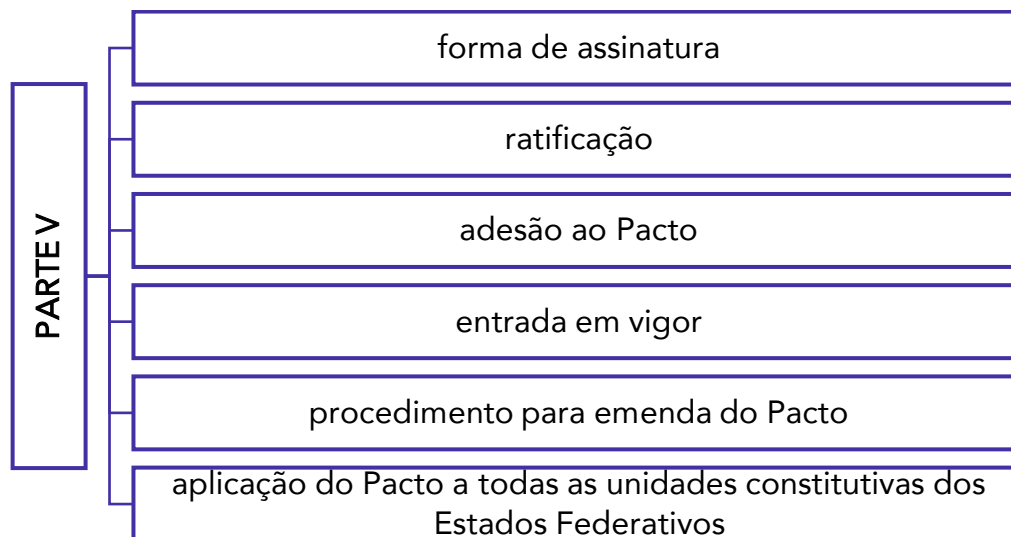 PARTE V
forma de assinatura
ratificação
adesão ao Pacto
entrada em vigor
procedimento para emenda do Pacto
aplicação do Pacto a todas as unidades constitutivas dos
Estados Federativos